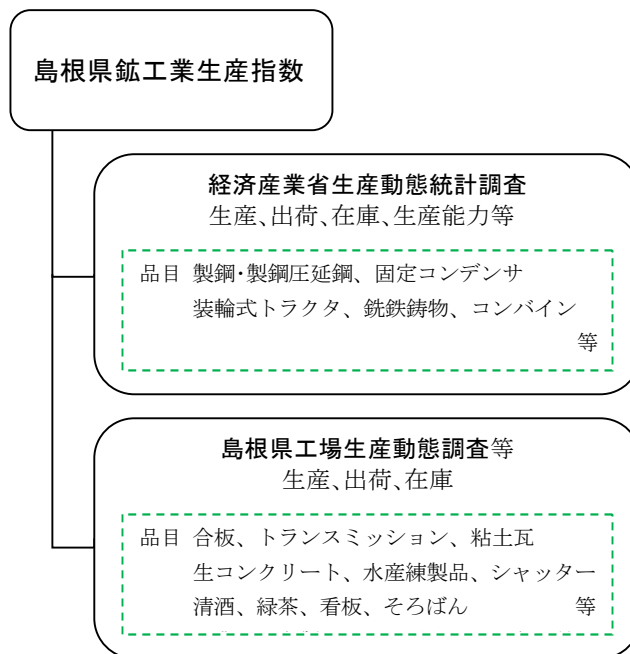 島根県鉱工業生産指数
経済産業省生産動態統計調査
生産、出荷、在庫、生産能力等
品目 製鋼・製鋼圧延鋼、固定コンデンサ
装輪式トラクタ、銑鉄鋳物、コンバイン
等
島根県工場生産動態調査等
生産、出荷、在庫
品目 合板、トランスミッション、粘土瓦
生コンクリート、水産練製品、シャッター
清酒、緑茶、看板、そろばん 等